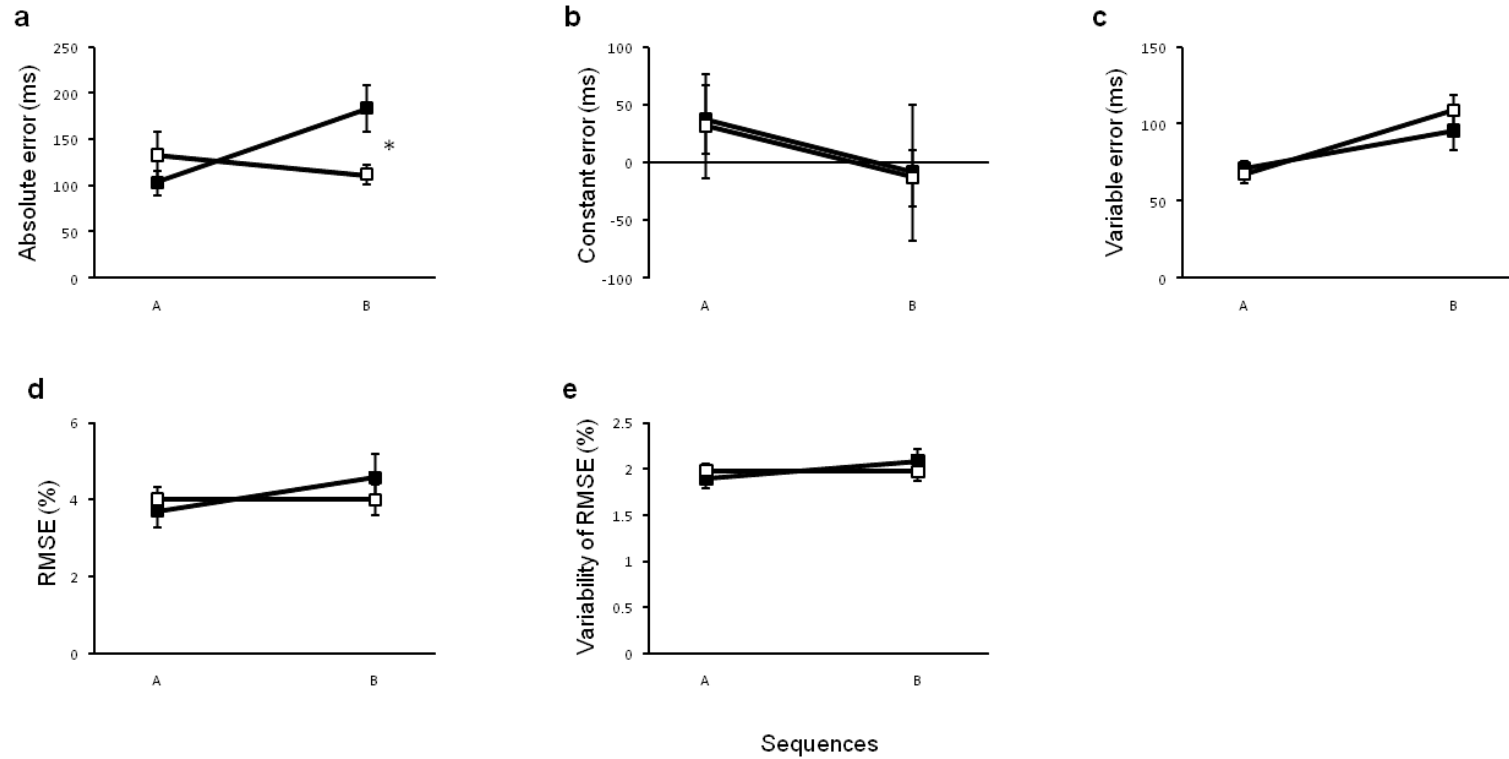 a
250
200
150
100
50
0
Absolute error (ms)
*
A B
b
100
50
0
-50
-100
Constant error (ms)
A B
c
150
100
50
0
Variable error (ms)
A B
d
6
4
2
0
RMSE (%)
A B
e
2.5
2
1.5
1
0.5
0
Variability of RMSE (%)
A B
Sequences